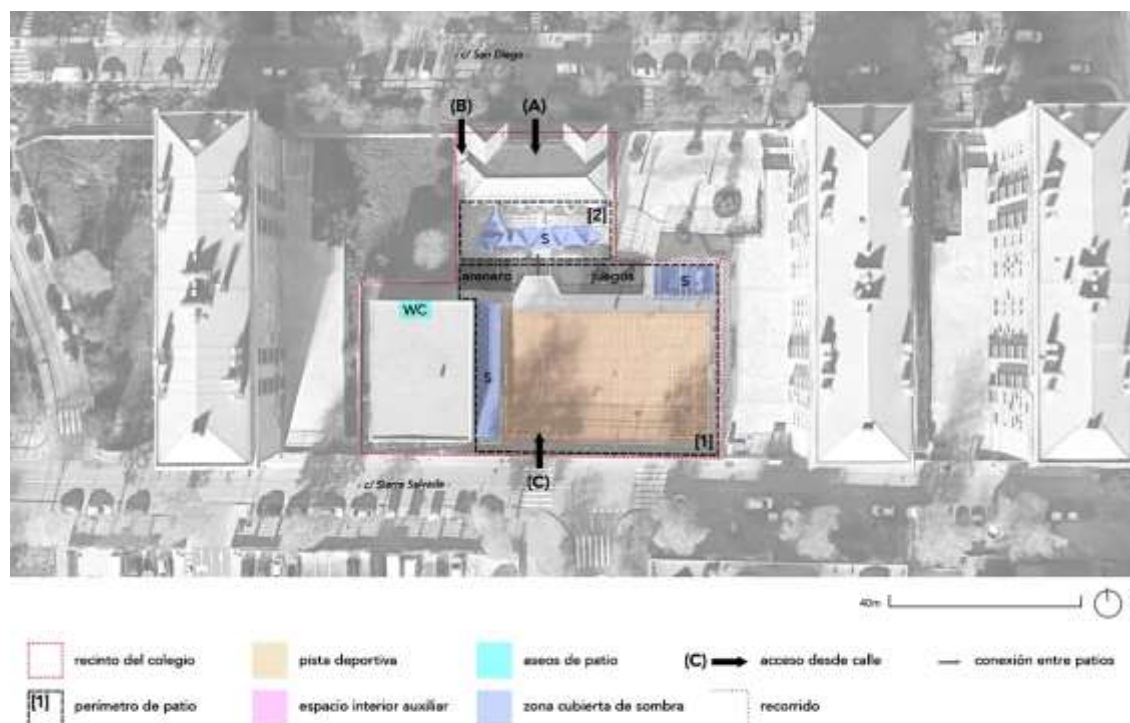 - c/ San Diego -
(B)
(A)
[2]
S
arenero
juegos
S
WC
S
[1]
(C)
- c/ Sierra Salvada -
40m
recinto del colegio
pista deportiva
aseos de patio
(C) acceso desde calle
conexión entre patios
[1] perímetro de patio
espacio interior auxiliar
zona cubierta de sombra
recorrido